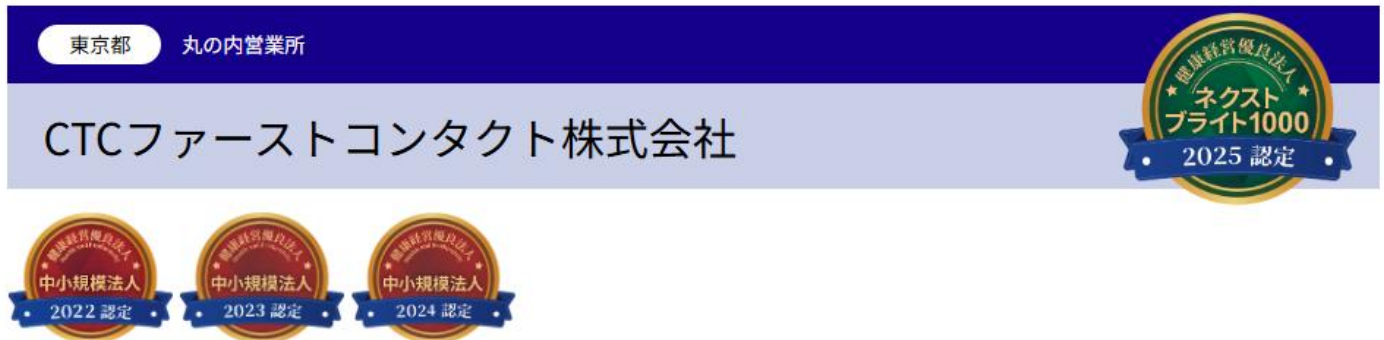 東京都
丸の内営業所
CTCファーストコンタクト株式会社
健康経営優良法人
ネクスト
ブライト1000
2025 認定
健康経営優良法人
中小規模法人
2022 認定
健康経営優良法人
中小規模法人
2023 認定
健康経営優良法人
中小規模法人
2024 認定